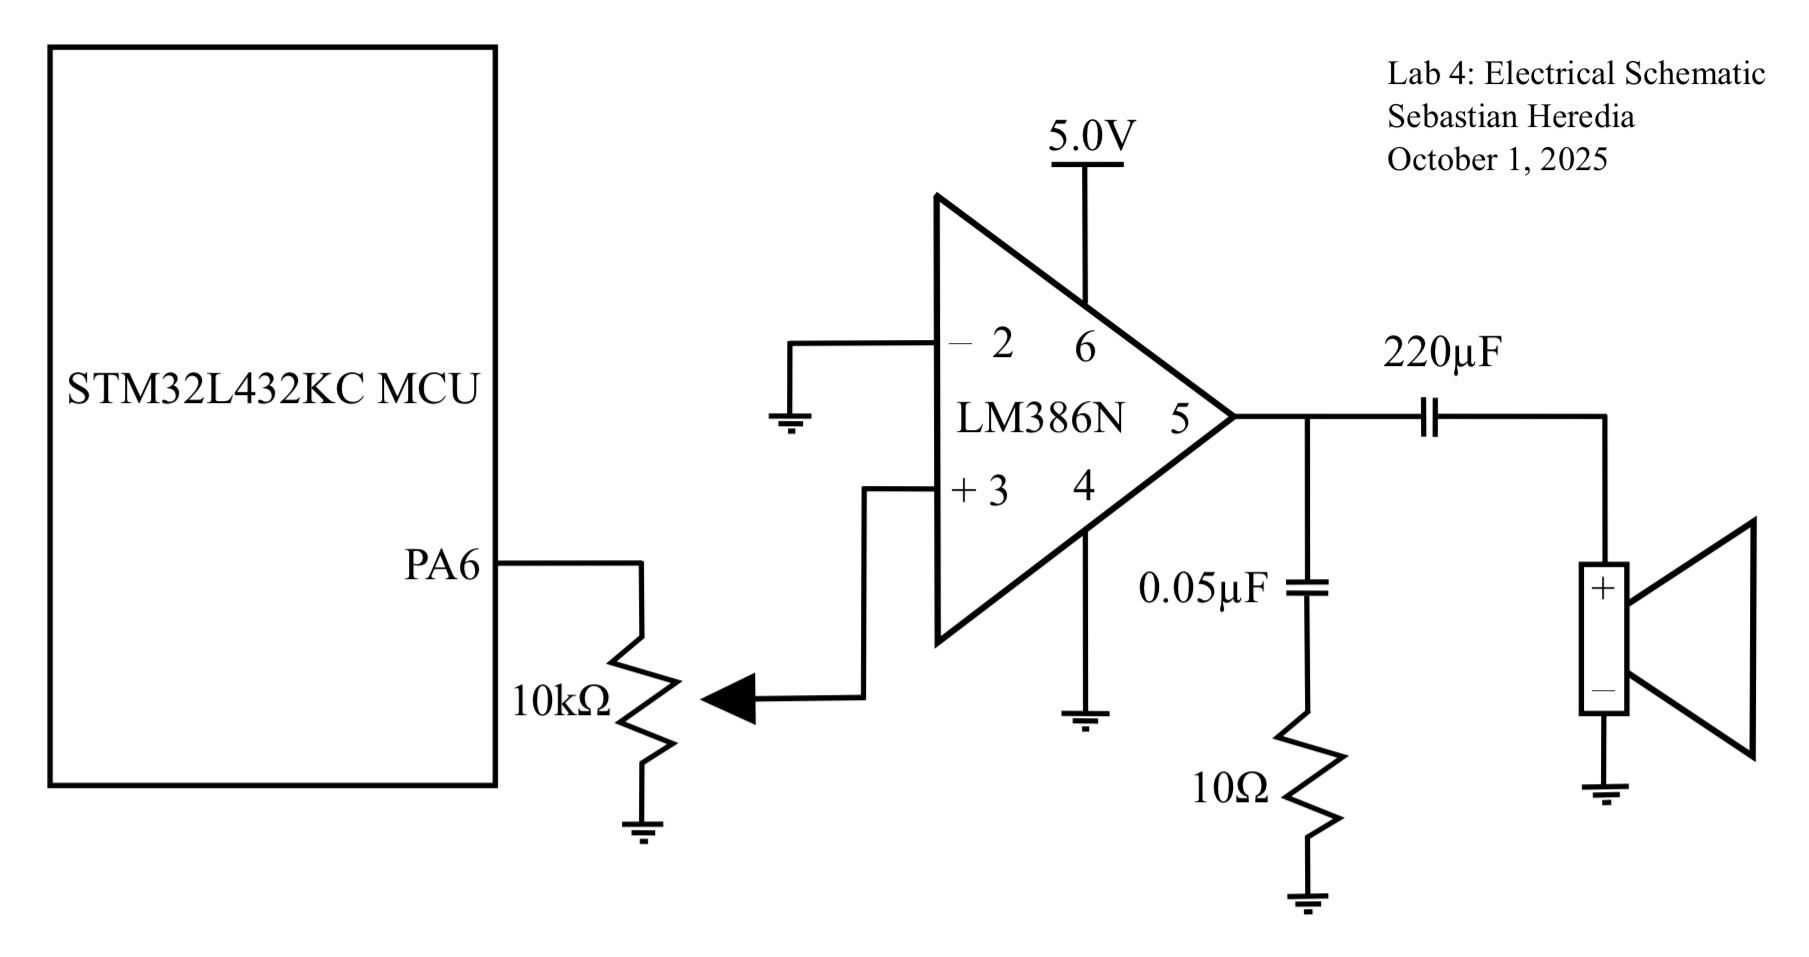 Lab 4: Electrical Schematic
Sebastian Heredia
October 1, 2025
5.0V
− 2
6
220µF
STM32L432KC MCU
LM386N
5
+ 3
4
PA6
0.05µF
+
10kΩ
−
10Ω